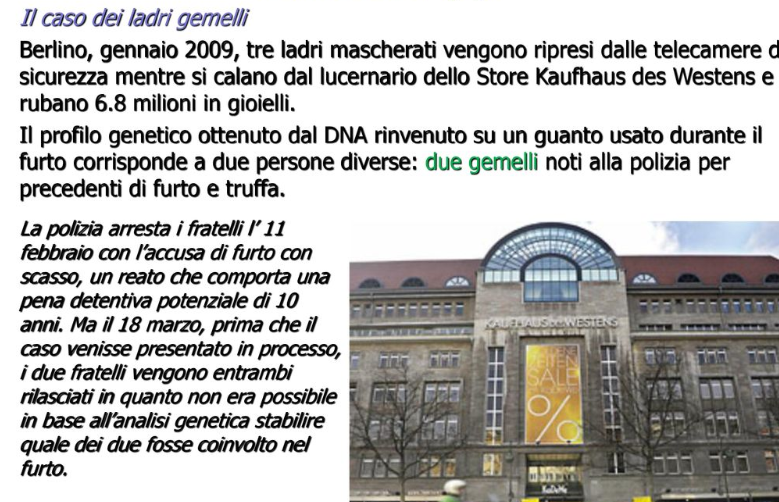 Il caso dei ladri gemelli
Berlino, gennaio 2009, tre ladri mascherati vengono ripresi dalle telecamere d
sicurezza mentre si calano dal lucernario dello Store Kaufhaus des Westens e
rubano 6.8 milioni in gioielli.
Il profilo genetico ottenuto dal DNA rinvenuto su un guanto usato durante il
furto corrisponde a due persone diverse: due gemelli noti alla polizia per
precedenti di furto e truffa.
La polizia arresta i fratelli l’ 11
febbraio con l’accusa di furto con
scasso, un reato che comporta una
pena detentiva potenziale di 10
anni. Ma il 18 marzo, prima che il
caso venisse presentato in processo,
i due fratelli vengono entrambi
rilasciati in quanto non era possibile
in base all’analisi genetica stabilire
quale dei due fosse coinvolto nel
furto.
KAUFHAUS des WESTENS
SALE
%
KaDeWe